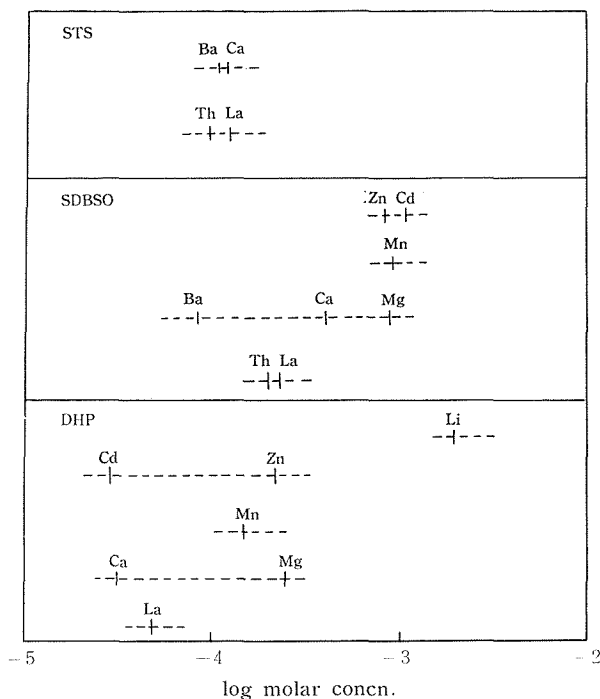 STS
Ba Ca
Th La
SDBSO
Zn Cd
Mn
Ba Ca Mg
Th La
DHP
Li
Cd Zn
Mn
Ca Mg
La
-5 -4 -3 -2
log molar concn.